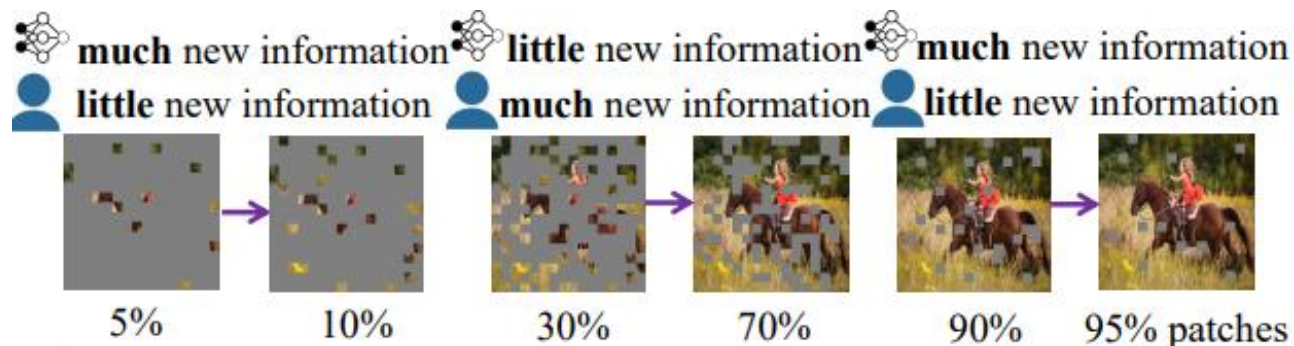 much new information
little new information
little new information
much new information
much new information
little new information
5%
10%
30%
70%
90%
95% patches